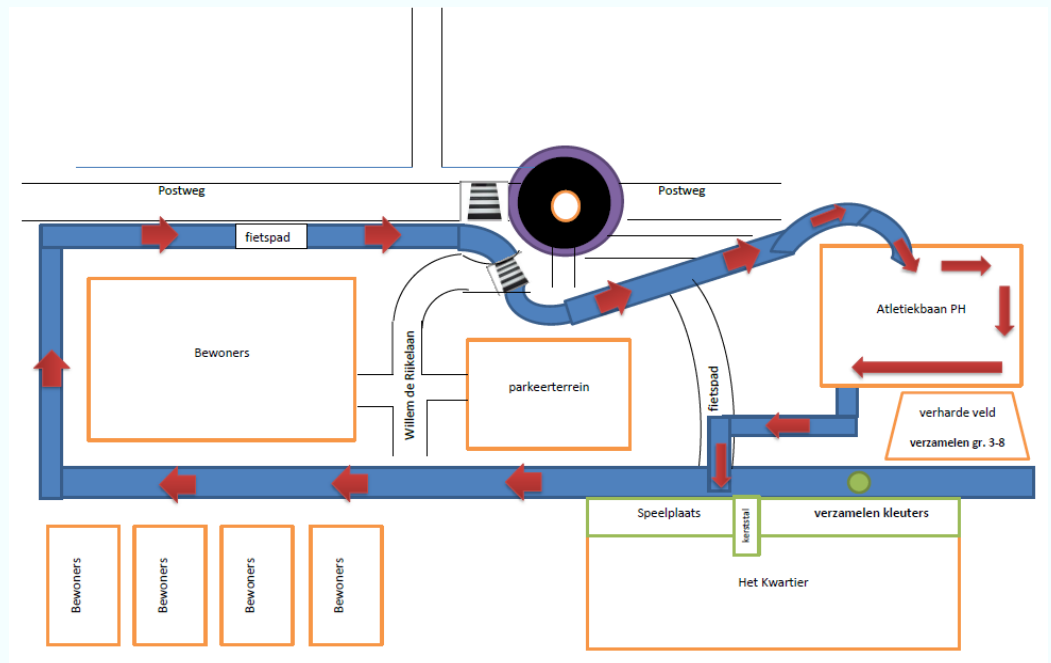 Postweg
Postweg
fietspad
Bewoners
Willem de Rijkelaan
parkeerterrein
fietspad
Atletiekbaan PH
verharde veld
verzamelen gr. 3-8
Speelplaats
kerststal
verzamelen kleuters
Het Kwartier
Bewoners
Bewoners
Bewoners
Bewoners